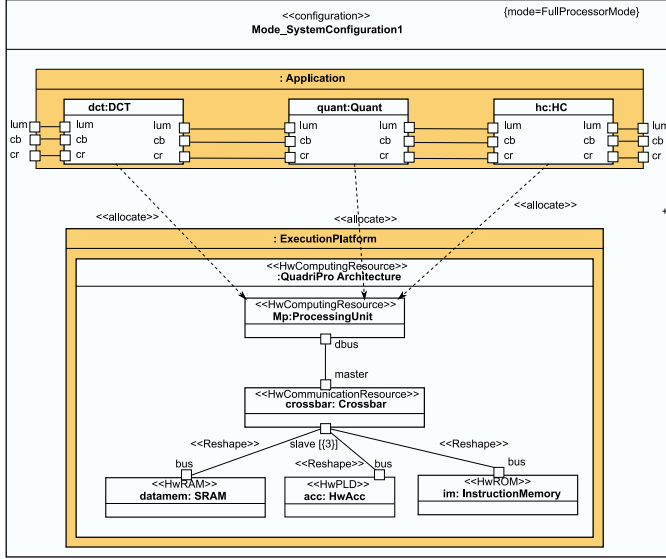 <<configuration>>
{mode=FullProcessorMode}
Mode_SystemConfiguration1
: Application
dct:DCT
quant:Quant
hc:HC
lum lum lum lum lum lum lum lum
cb cb cb cb cb cb cb cb
cr cr cr cr cr cr cr cr
<<allocate>>
<<allocate>>
<<allocate>>
+
: ExecutionPlatform
<<HwComputingResource>>
:QuadriPro Architecture
<<HwComputingResource>>
Mp:ProcessingUnit
dbus
master
<<HwCommunicationResource>>
crossbar: Crossbar
<<Reshape>>
slave [{3}]
<<Reshape>>
<<Reshape>>
bus
bus
bus
<<HwRAM>>
datamem: SRAM
<<HwPLD>>
acc: HwAcc
<<HwROM>>
im: InstructionMemory